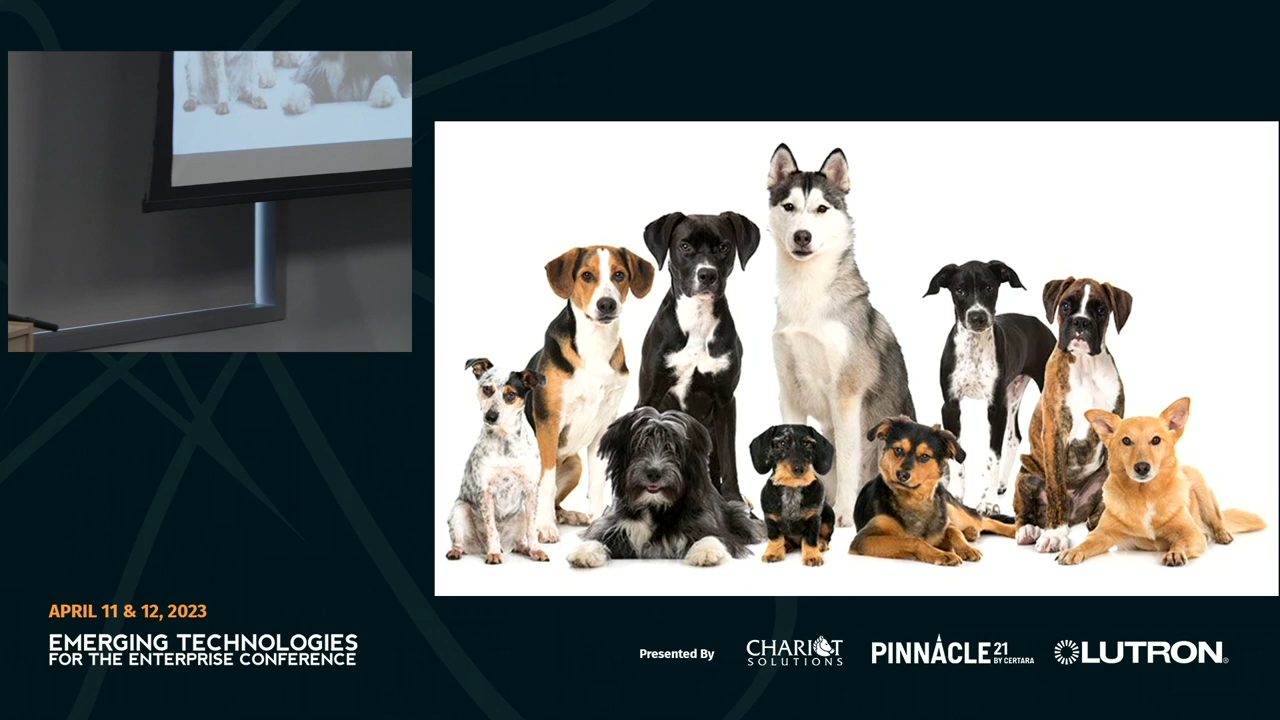 APRIL 11 & 12, 2023
EMERGING TECHNOLOGIES
FOR THE ENTERPRISE CONFERENCE
Presented By
CHARIOT
SOLUTIONS
PINNACLE 21
BY CERTARA
LUTRON®